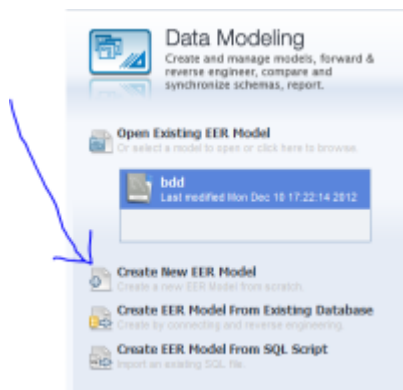 Data Modeling
Create and manage models, forward &
reverse engineer, compare and
synchronize schemas, report.
Open Existing EER Model
Or select a model to open or click here to browse.
bdd
Last modified Mon Dec 10 17:22:14 2012
Create New EER Model
Create a new EER Model from scratch.
Create EER Model From Existing Database
Create by connecting and reverse engineering.
Create EER Model From SQL Script
Import an existing SQL file.